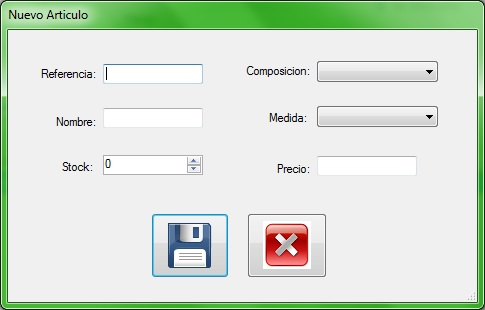 Nuevo Articulo
Referencia:
Composicion:
Nombre:
Medida:
Stock: 0
Precio: